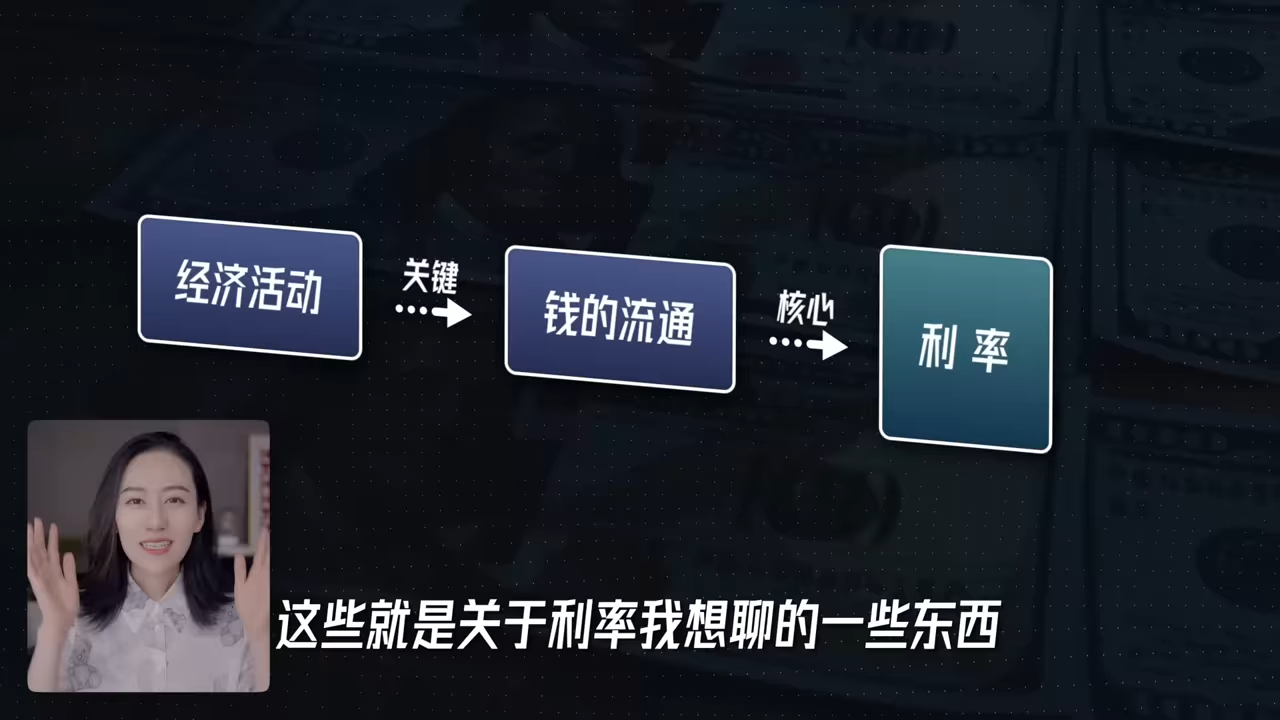 经济活动
关键
钱的流通
核心
利率
这些就是关于利率我想聊的一些东西